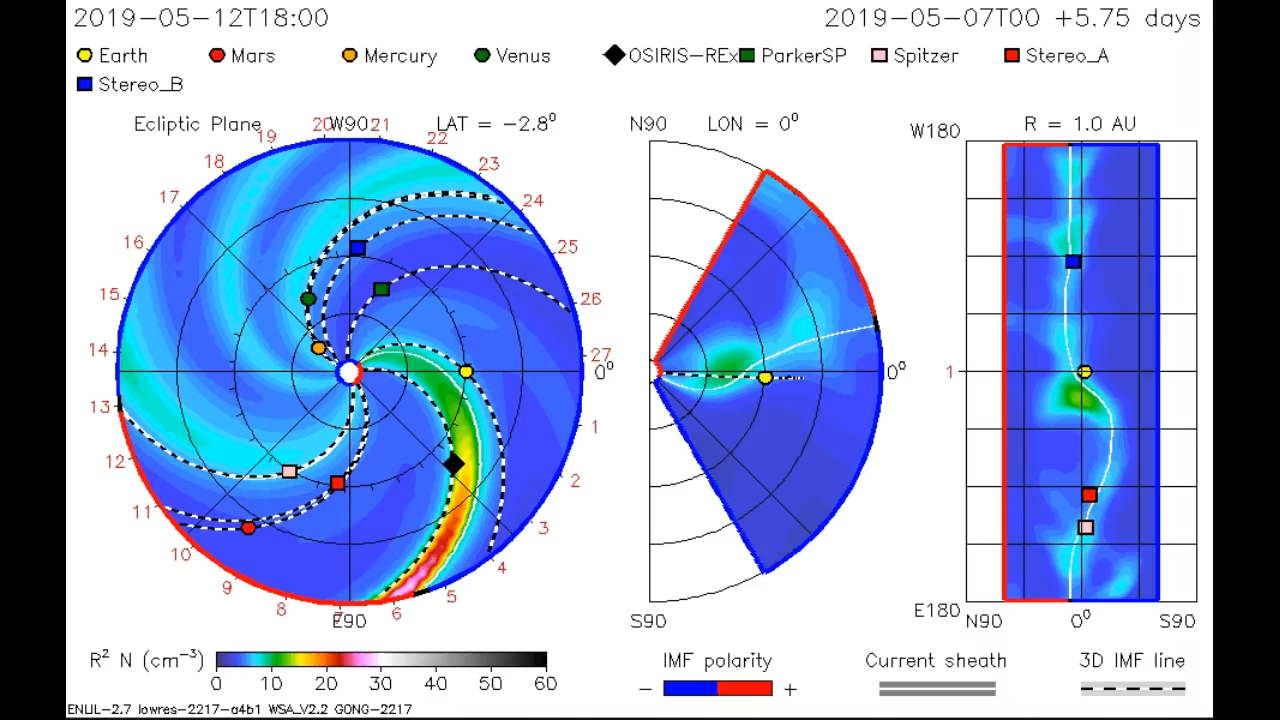 2019-05-12T18:00 2019-05-07T00 +5.75 days
Earth Mars Mercury Venus OSIRIS-REx ParkerSP Spitzer Stereo_A
Stereo_B
Ecliptic Plane W90 LAT = -2.8° N90 LON = 0° W180 R = 1.0 AU
19 20 21 22
18 23
17 24
16 25
15 26
14 27 0° 0° 1
13 1
12 2
11 3
10 4
9 5
8 7 6
E90 S90 E180 N90 0° S90
R² N (cm⁻³) IMF polarity Current sheath 3D IMF line
0 10 20 30 40 50 60 - +
ENLIL-2.7 lowres-2217-a4b1 WSA_V2.2 GONG-2217